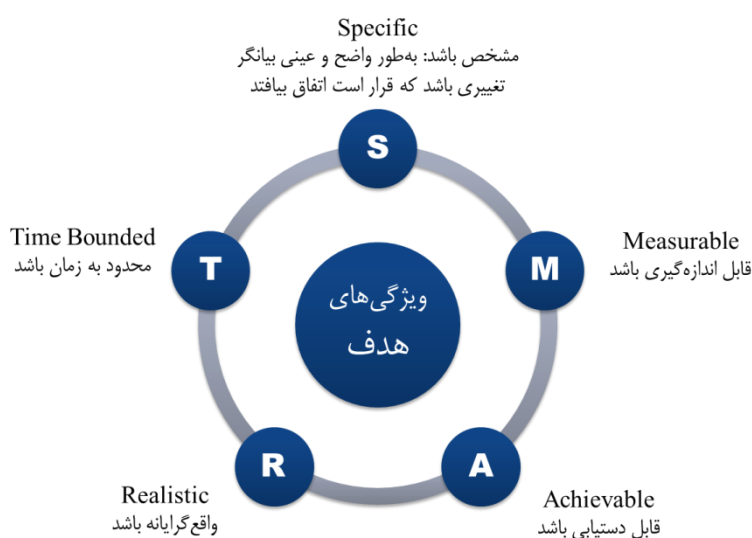 Specific
مشخص باشد: به‌طور واضح و عینی بیانگر
تغییری باشد که قرار است اتفاق بیافتد
S
Time Bounded
محدود به زمان باشد
T
Measurable
قابل اندازه‌گیری باشد
M
ویژگی‌های
هدف
R
A
Realistic
واقع‌گرایانه باشد
Achievable
قابل دستیابی باشد